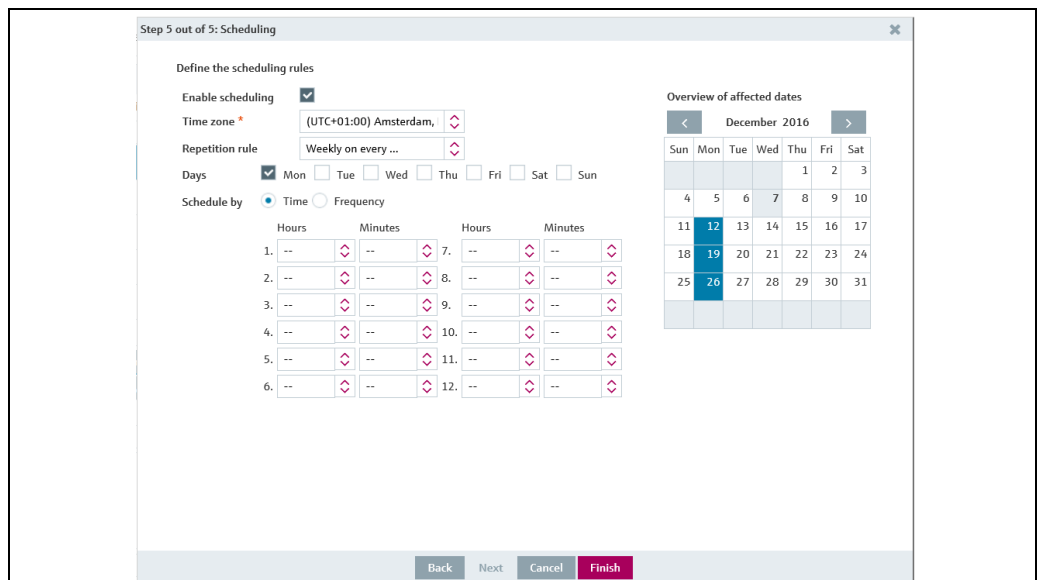 Step 5 out of 5: Scheduling
Define the scheduling rules
Enable scheduling
Time zone *
(UTC+01:00) Amsterdam,
Repetition rule
Weekly on every ...
Days
Mon Tue Wed Thu Fri Sat Sun
Schedule by
Time Frequency
Hours Minutes Hours Minutes
1. -- -- 7. -- --
2. -- -- 8. -- --
3. -- -- 9. -- --
4. -- -- 10. -- --
5. -- -- 11. -- --
6. -- -- 12. -- --
Overview of affected dates
December 2016
Sun Mon Tue Wed Thu Fri Sat
1 2 3
4 5 6 7 8 9 10
11 12 13 14 15 16 17
18 19 20 21 22 23 24
25 26 27 28 29 30 31
Back Next Cancel Finish